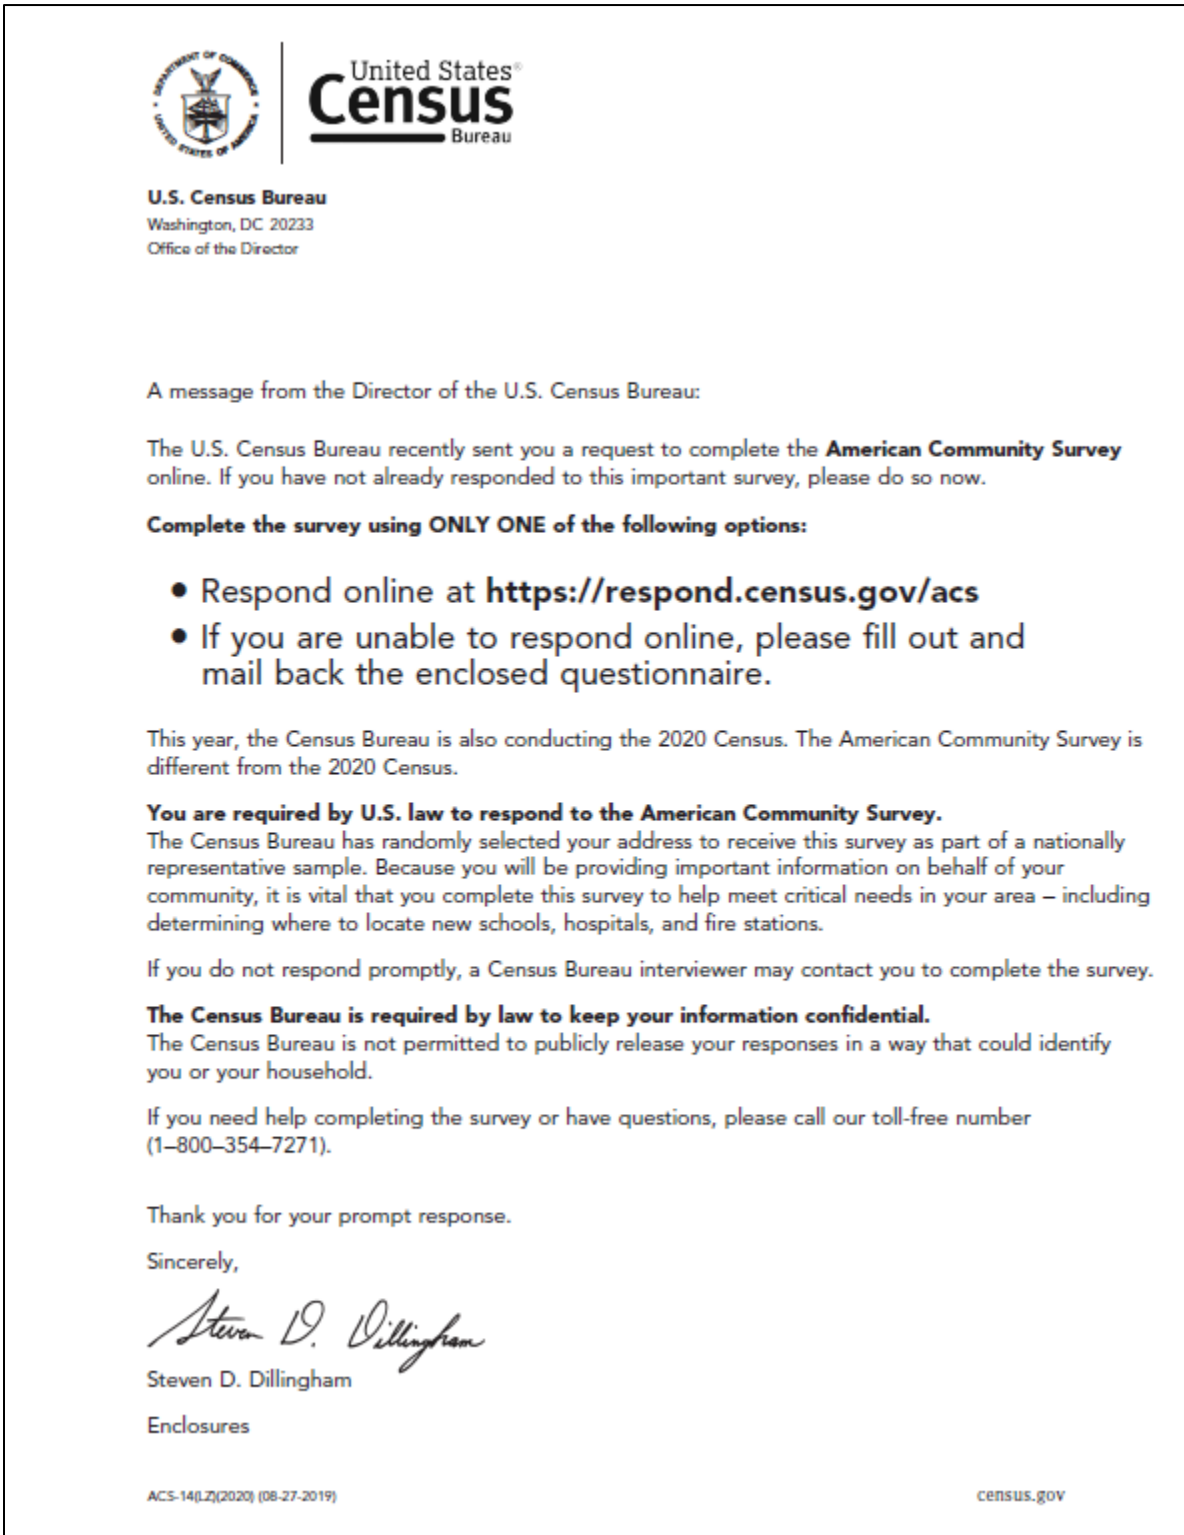 DEPARTMENT OF COMMERCE
UNITED STATES OF AMERICA
United States®
Census
Bureau
U.S. Census Bureau
Washington, DC 20233
Office of the Director
A message from the Director of the U.S. Census Bureau:
The U.S. Census Bureau recently sent you a request to complete the American Community Survey
online. If you have not already responded to this important survey, please do so now.
Complete the survey using ONLY ONE of the following options:
• Respond online at https://respond.census.gov/acs
• If you are unable to respond online, please fill out and
mail back the enclosed questionnaire.
This year, the Census Bureau is also conducting the 2020 Census. The American Community Survey is
different from the 2020 Census.
You are required by U.S. law to respond to the American Community Survey.
The Census Bureau has randomly selected your address to receive this survey as part of a nationally
representative sample. Because you will be providing important information on behalf of your
community, it is vital that you complete this survey to help meet critical needs in your area – including
determining where to locate new schools, hospitals, and fire stations.
If you do not respond promptly, a Census Bureau interviewer may contact you to complete the survey.
The Census Bureau is required by law to keep your information confidential.
The Census Bureau is not permitted to publicly release your responses in a way that could identify
you or your household.
If you need help completing the survey or have questions, please call our toll-free number
(1–800–354–7271).
Thank you for your prompt response.
Sincerely,
Steven D. Dillingham
Steven D. Dillingham
Enclosures
ACS-14(LZ)(2020) (08-27-2019)
census.gov